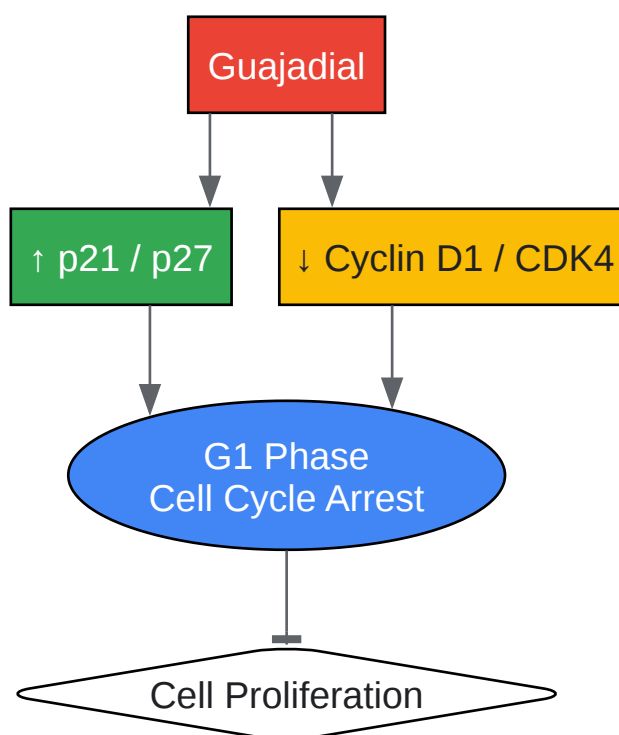 Guajadial
↑ p21 / p27
↓ Cyclin D1 / CDK4
G1 Phase
Cell Cycle Arrest
Cell Proliferation